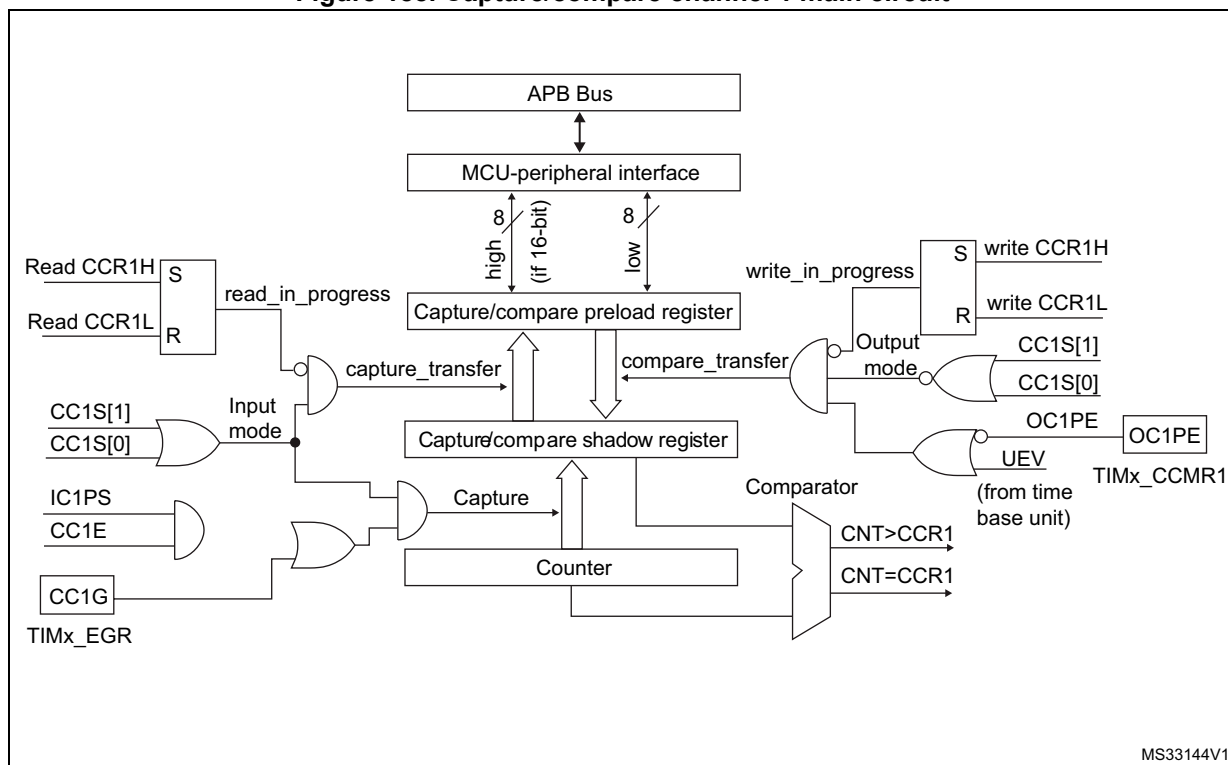 APB Bus
MCU-peripheral interface
8
high
(if 16-bit)
8
low
Read CCR1H
S
read_in_progress
Read CCR1L
R
write_in_progress
S
write CCR1H
R
write CCR1L
Capture/compare preload register
capture_transfer
compare_transfer
Output
mode
CC1S[1]
CC1S[0]
CC1S[1]
CC1S[0]
Input
mode
Capture/compare shadow register
OC1PE
OC1PE
UEV
TIMx_CCMR1
(from time
base unit)
IC1PS
CC1E
Capture
Comparator
CNT>CCR1
CNT=CCR1
Counter
CC1G
TIMx_EGR
MS33144V1